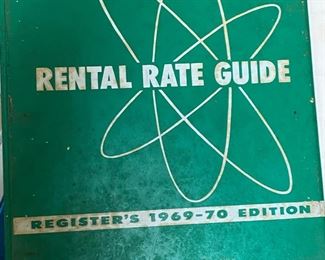 RENTAL RATE GUIDE
REGISTER'S 1969-70 EDITION